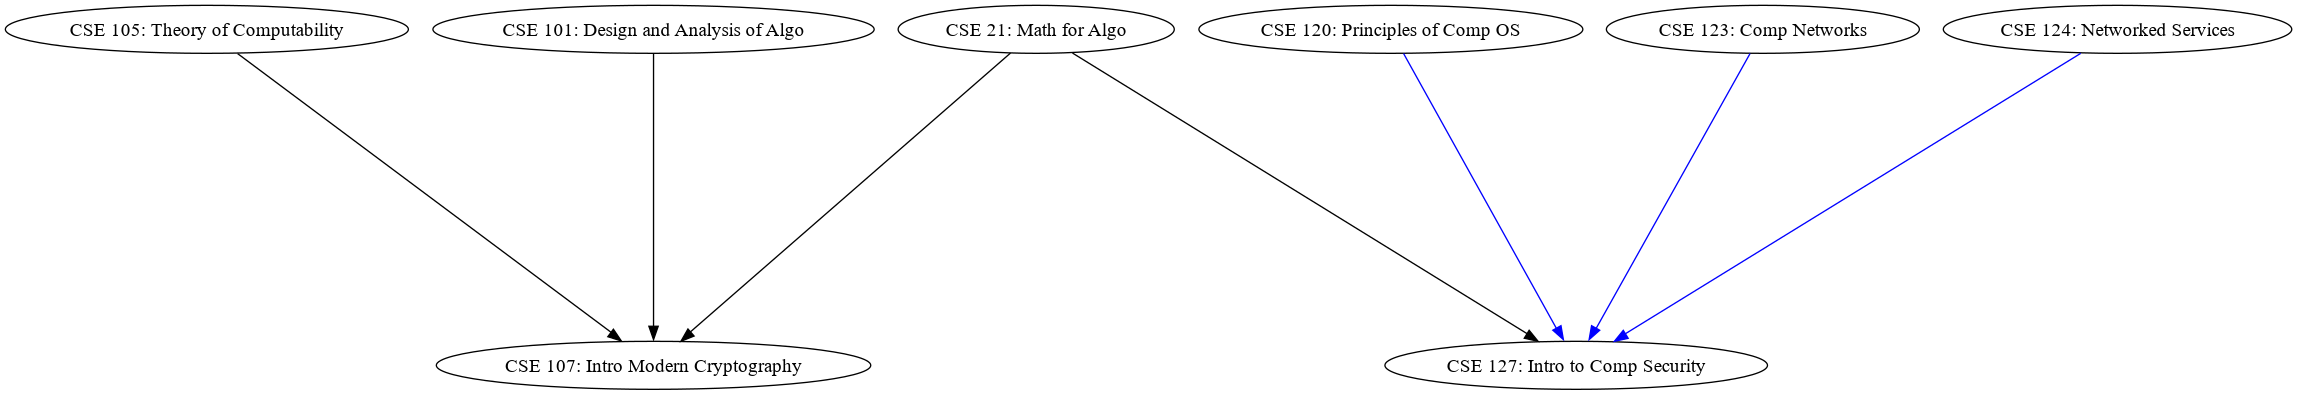 CSE 105: Theory of Computability
CSE 101: Design and Analysis of Algo
CSE 21: Math for Algo
CSE 120: Principles of Comp OS
CSE 123: Comp Networks
CSE 124: Networked Services
CSE 107: Intro Modern Cryptography
CSE 127: Intro to Comp Security